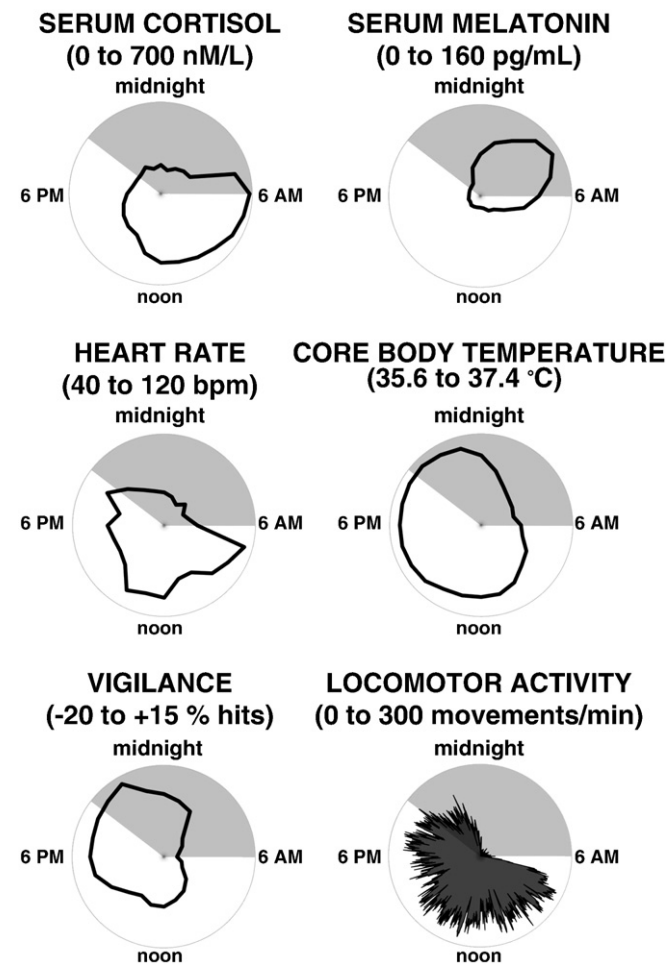 SERUM CORTISOL
(0 to 700 nM/L)
midnight
6 PM
6 AM
noon
SERUM MELATONIN
(0 to 160 pg/mL)
midnight
6 PM
6 AM
noon
HEART RATE
(40 to 120 bpm)
midnight
6 PM
6 AM
noon
CORE BODY TEMPERATURE
(35.6 to 37.4 °C)
midnight
6 PM
6 AM
noon
VIGILANCE
(-20 to +15 % hits)
midnight
6 PM
6 AM
noon
LOCOMOTOR ACTIVITY
(0 to 300 movements/min)
midnight
6 PM
6 AM
noon